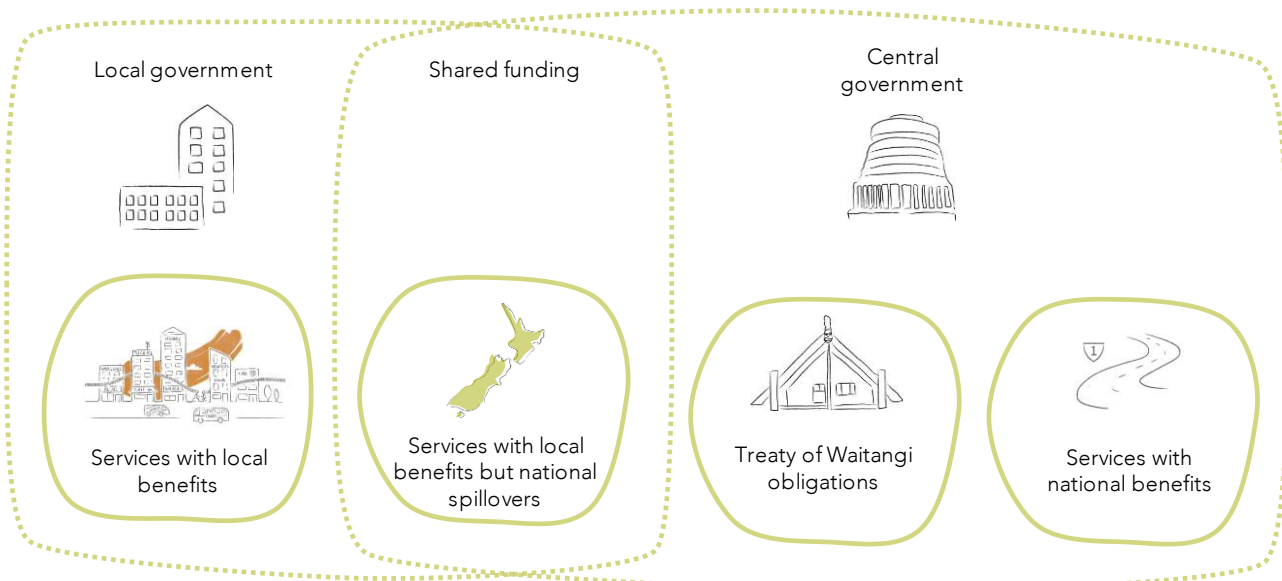 Local government
Shared funding
Central
government
Services with local
benefits
Services with local
benefits but national
spillovers
Treaty of Waitangi
obligations
1
Services with
national benefits